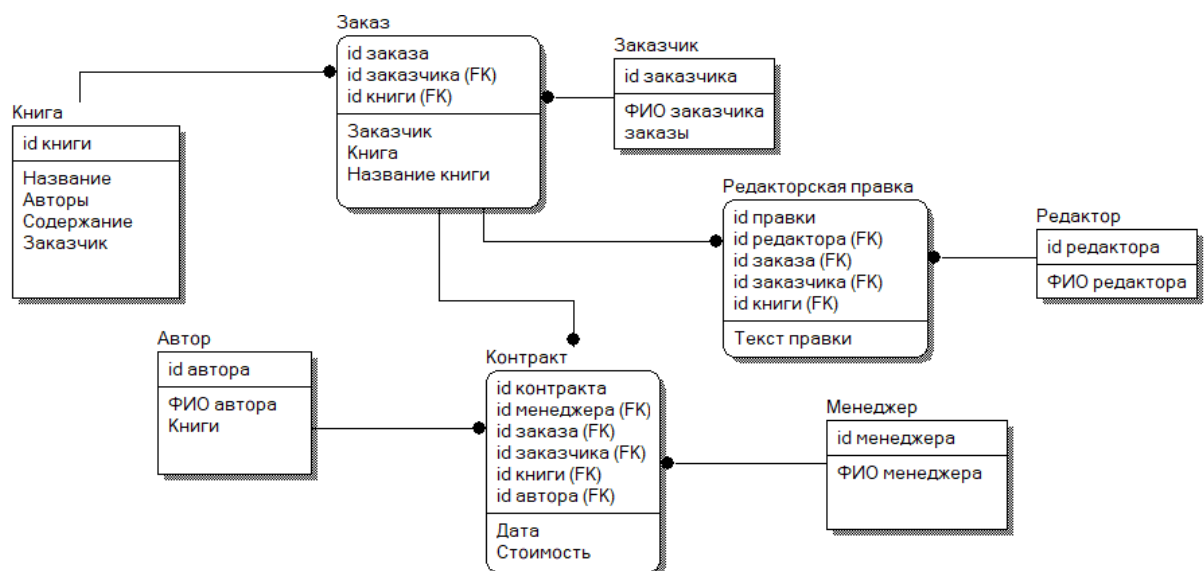 Заказ
id заказа
id заказчика (FK)
id книги (FK)
Заказчик
Книга
Название книги
Заказчик
id заказчика
ФИО заказчика
заказы
Книга
id книги
Название
Авторы
Содержание
Заказчик
Редакторская правка
id правки
id редактора (FK)
id заказа (FK)
id заказчика (FK)
id книги (FK)
Текст правки
Редактор
id редактора
ФИО редактора
Автор
id автора
ФИО автора
Книги
Контракт
id контракта
id менеджера (FK)
id заказа (FK)
id заказчика (FK)
id книги (FK)
id автора (FK)
Дата
Стоимость
Менеджер
id менеджера
ФИО менеджера